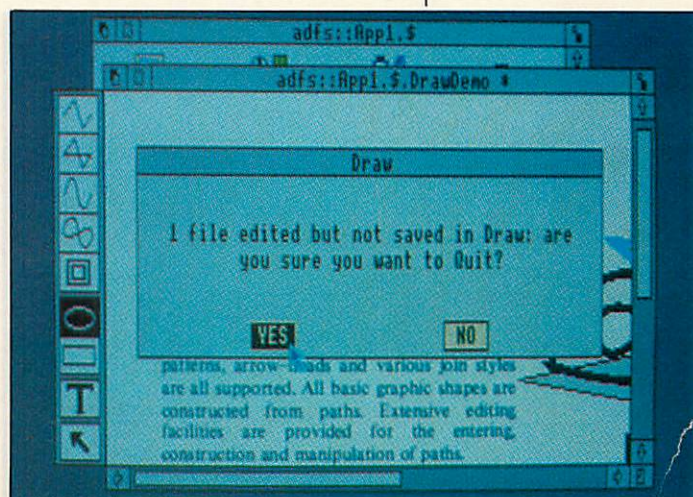 adfs::App1.$
adfs::App1.$.DrawDemo *
Draw
1 file edited but not saved in Draw: are
you sure you want to Quit?
YES
NO
patterns, arrow-heads and various join styles
are all supported. All basic graphic shapes are
constructed from paths. Extensive editing
facilities are provided for the entering,
construction and manipulation of paths.
T